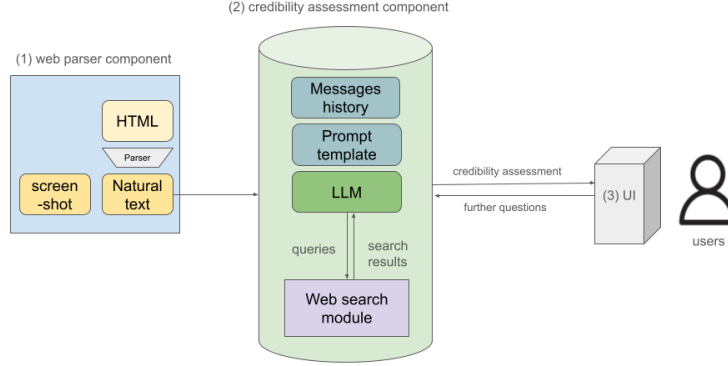 (2) credibility assessment component
(1) web parser component
HTML
Parser
screen
-shot
Natural
text
Messages
history
Prompt
template
LLM
queries
search
results
Web search
module
credibility assessment
further questions
(3) UI
users